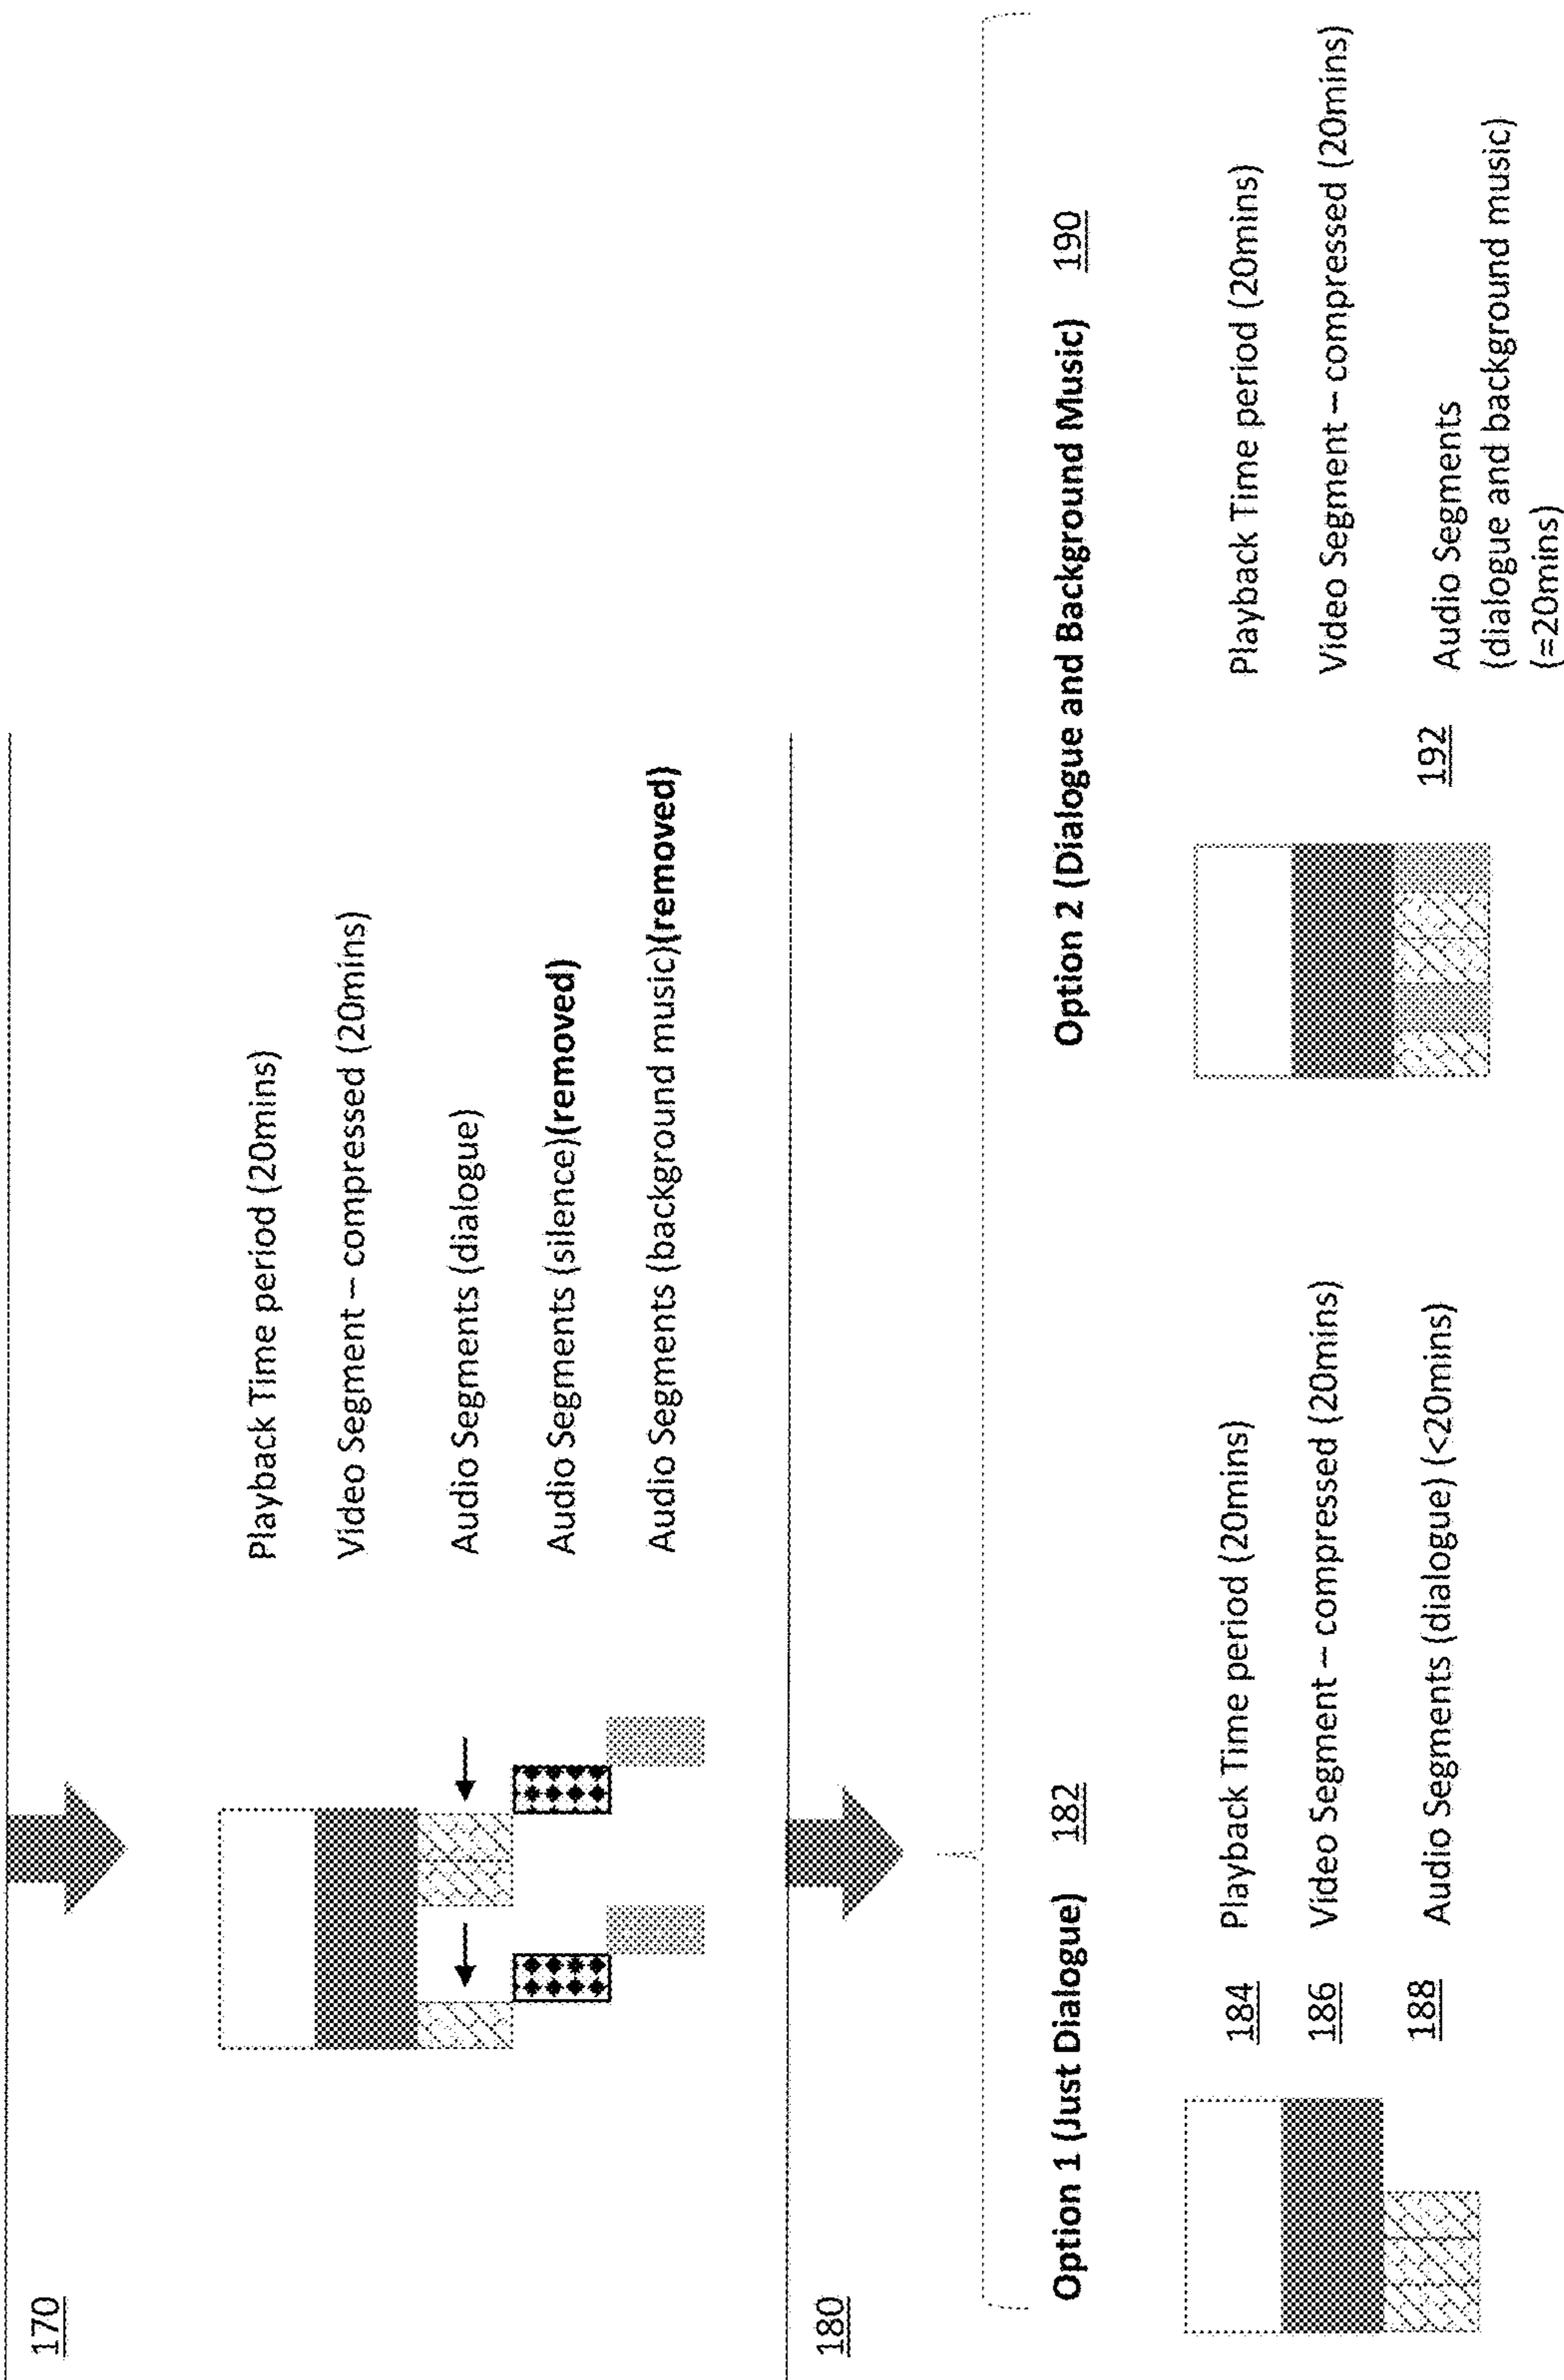 170
Playback Time period (20mins)
Video Segment – compressed (20mins)
Audio Segments (dialogue)
Audio Segments (silence)(removed)
Audio Segments (background music)(removed)
180
Option 1 (Just Dialogue) 182
184 Playback Time period (20mins)
186 Video Segment – compressed (20mins)
188 Audio Segments (dialogue) (<20mins)
Option 2 (Dialogue and Background Music) 190
Playback Time period (20mins)
Video Segment – compressed (20mins)
192 Audio Segments
(dialogue and background music)
(=20mins)